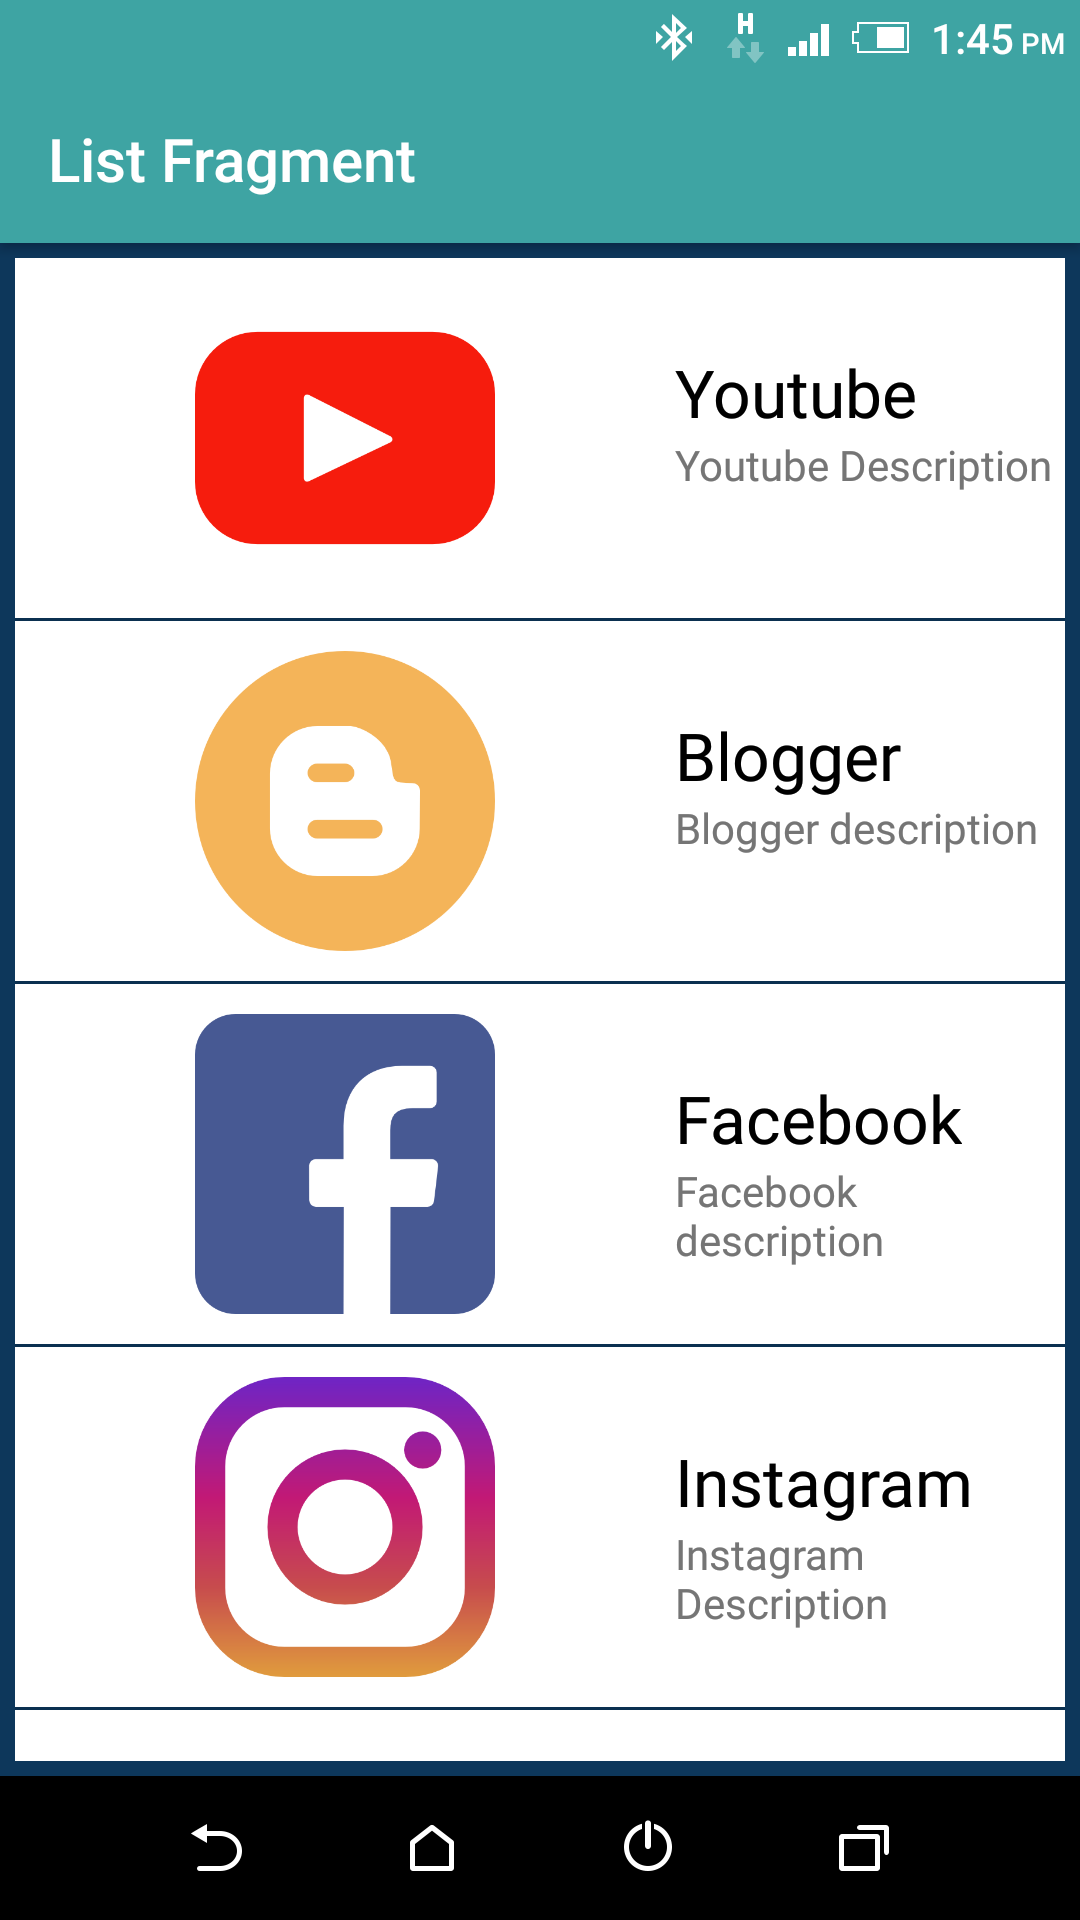 H
1:45 PM
List Fragment
Youtube
Youtube Description
Blogger
Blogger description
Facebook
Facebook
description
Instagram
Instagram
Description